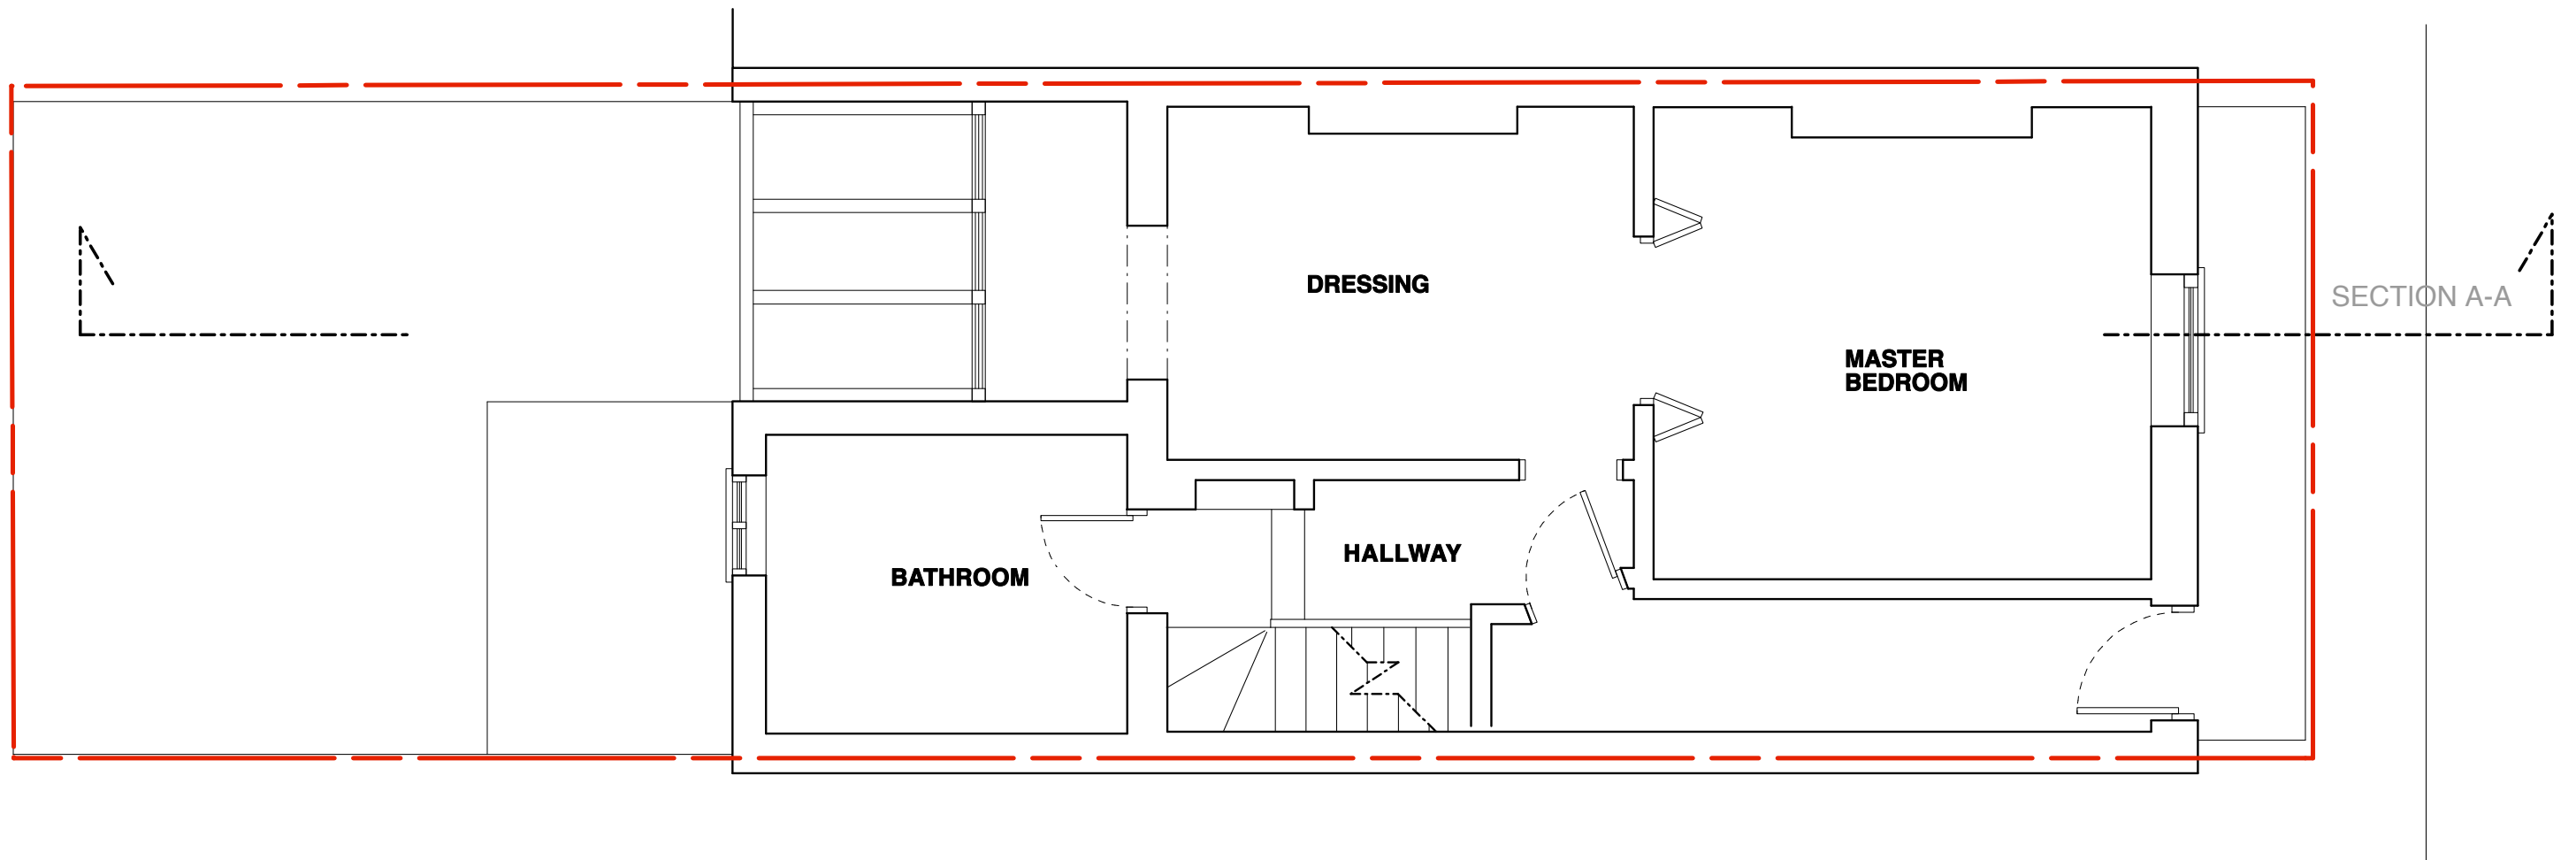 DRESSING
SECTION A-A
MASTER
BEDROOM
HALLWAY
BATHROOM